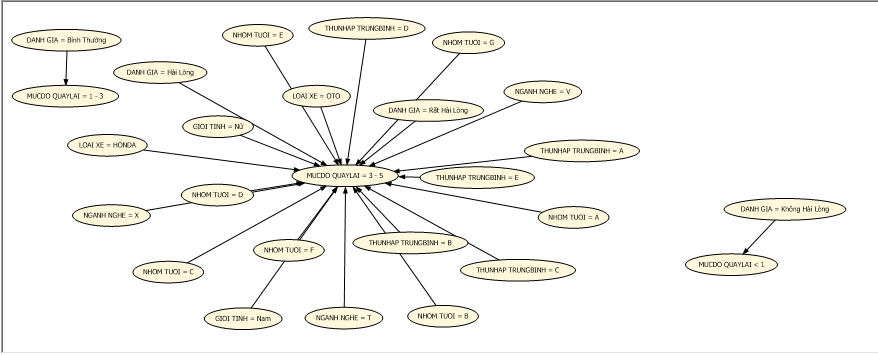 NHOM TUOI = E
THUNHAP TRUNGBINH = D
DANH GIA = Bình Thường
NHOM TUOI = G
DANH GIA = Hài Lòng
MUCDO QUAYLAI = 1 - 3
LOAI XE = OTO
NGANH NGHE = V
DANH GIA = Rất Hài Lòng
GIOI TINH = Nữ
LOAI XE = HONDA
THUNHAP TRUNGBINH = A
MUCDO QUAYLAI = 3 - 5
THUNHAP TRUNGBINH = E
NHOM TUOI = D
NGANH NGHE = X
NHOM TUOI = A
DANH GIA = Không Hài Lòng
NHOM TUOI = F
THUNHAP TRUNGBINH = B
NHOM TUOI = C
THUNHAP TRUNGBINH = C
MUCDO QUAYLAI < 1
GIOI TINH = Nam
NGANH NGHE = T
NHOM TUOI = B